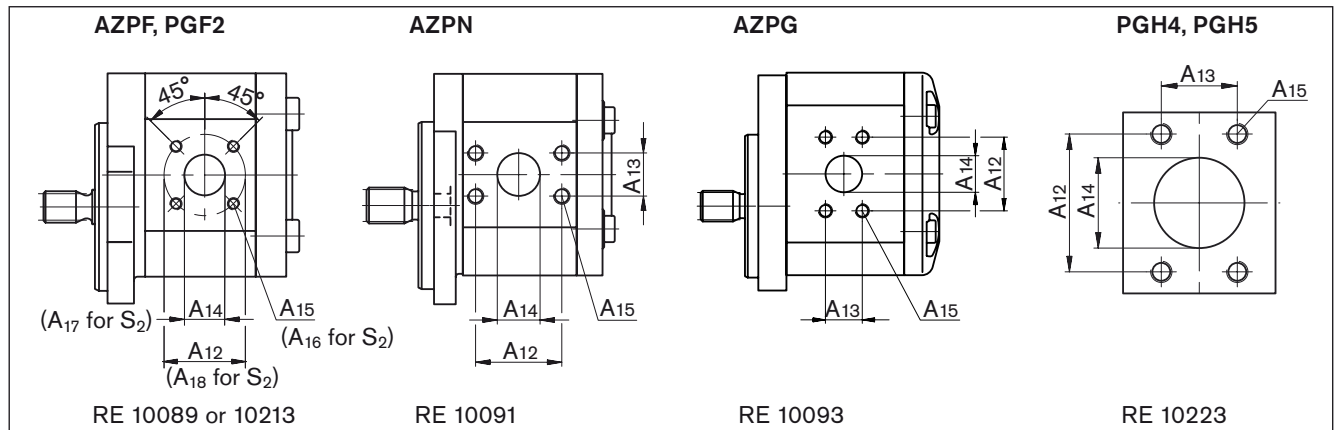 AZPF, PGF2
45° 45°
A14 A15
(A17 for S2)
(A16 for S2)
A12
(A18 for S2)
RE 10089 or 10213
AZPN
A13
A14 A15
A12
RE 10091
AZPG
A14 A12
A13 A15
RE 10093
PGH4, PGH5
A13 A15
A12 A14
RE 10223